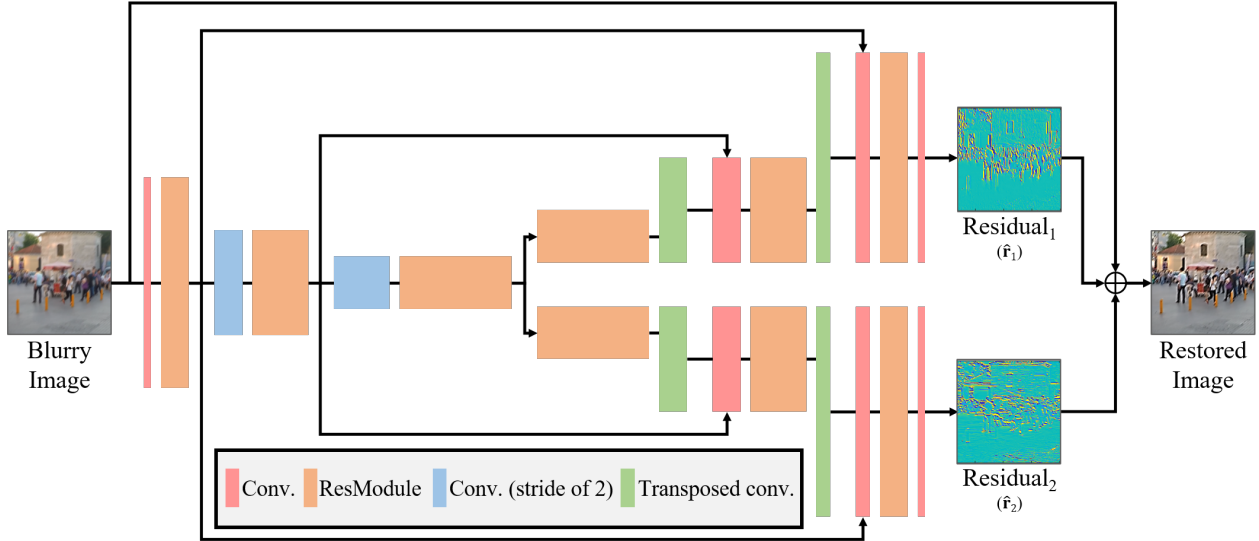 Blurry
Image
Residual₁
(r̂₁)
Restored
Image
Residual₂
(r̂₂)
Conv.
ResModule
Conv. (stride of 2)
Transposed conv.